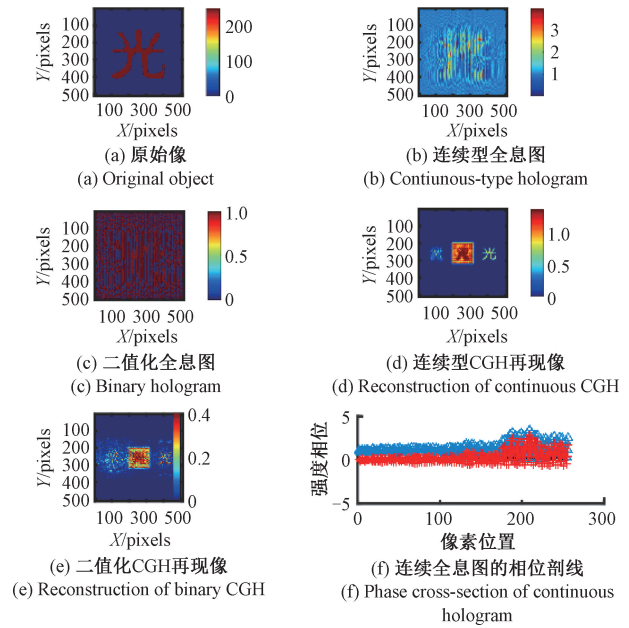 100
200
300
400
500
Y/pixels
光
200
100
0
100 300 500
X/pixels
(a) 原始像
(a) Original object
100
200
300
400
500
Y/pixels
3
2
1
100 300 500
X/pixels
(b) 连续型全息图
(b) Contiunous-type hologram
100
200
300
400
500
Y/pixels
1.0
0.5
0
100 300 500
X/pixels
(c) 二值化全息图
(c) Binary hologram
100
200
300
400
500
Y/pixels
光
1.0
0.5
0
100 300 500
X/pixels
(d) 连续型CGH再现像
(d) Reconstruction of continuous CGH
100
200
300
400
500
Y/pixels
0.4
0.2
0
100 300 500
X/pixels
(e) 二值化CGH再现像
(e) Reconstruction of binary CGH
5
0
−5
强度相位
0 100 200 300
像素位置
(f) 连续全息图的相位剖线
(f) Phase cross-section of continuous
hologram